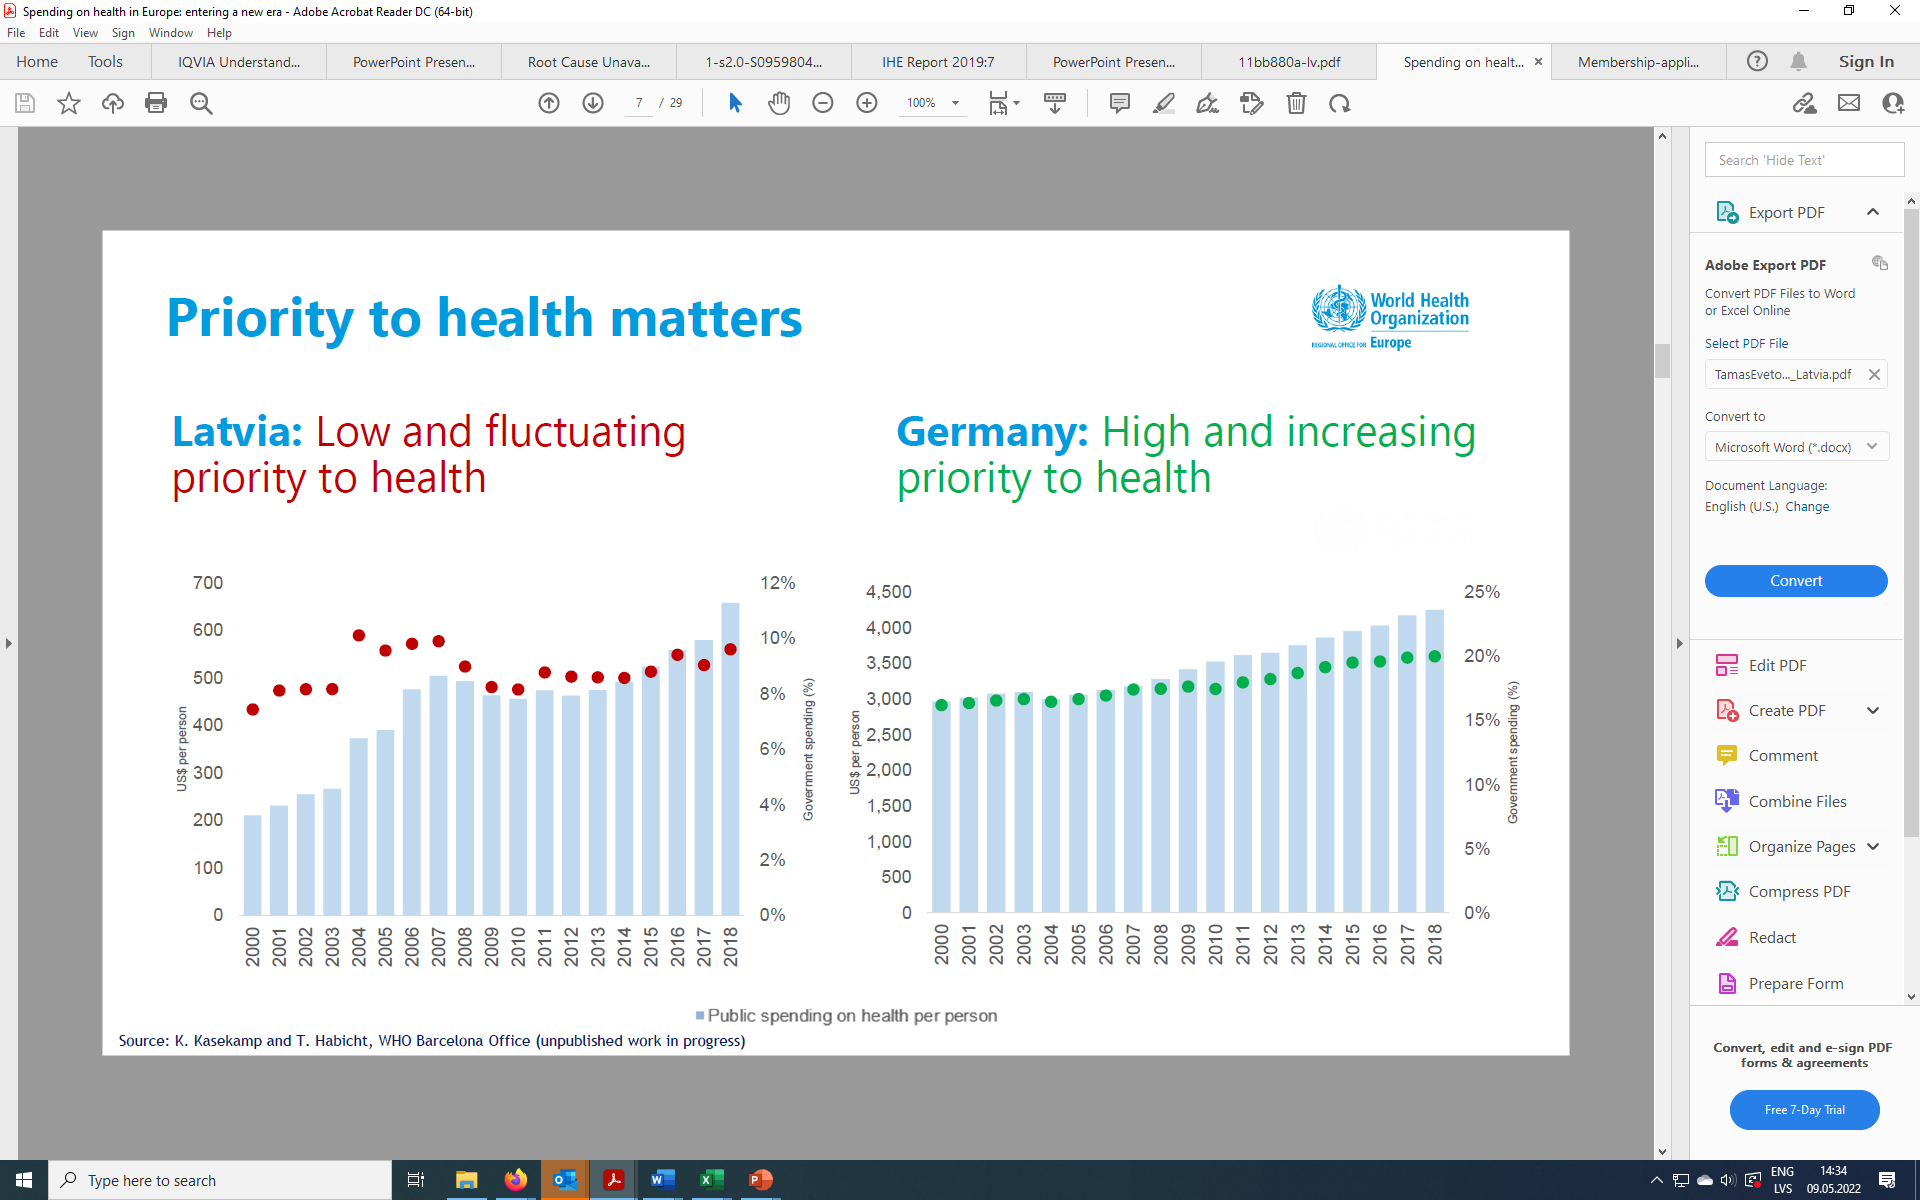 Spending on health in Europe: entering a new era - Adobe Acrobat Reader DC (64-bit)
File Edit View Sign Window Help
Home Tools IQVIA Understand... PowerPoint Presen... Root Cause Unava... 1-s2.0-S0959804... IHE Report 2019:7 PowerPoint Presen... 11bb880a-lv.pdf Spending on healt... × Membership-appli... Sign In
7 / 29 100%
Search 'Hide Text'
Export PDF
Adobe Export PDF
Convert PDF Files to Word
or Excel Online
Select PDF File
TamasEveto..._Latvia.pdf
Convert to
Microsoft Word (*.docx)
Document Language:
English (U.S.) Change
Convert
Edit PDF
Create PDF
Comment
Combine Files
Organize Pages
Compress PDF
Redact
Prepare Form
Convert, edit and e-sign PDF
forms & agreements
Free 7-Day Trial
Priority to health matters
World Health
Organization
REGIONAL OFFICE FOR Europe
Latvia: Low and fluctuating
priority to health
Germany: High and increasing
priority to health
700
600
500
400
300
200
100
0
US$ per person
12%
10%
8%
6%
4%
2%
0%
Government spending (%)
2000 2001 2002 2003 2004 2005 2006 2007 2008 2009 2010 2011 2012 2013 2014 2015 2016 2017 2018
4,500
4,000
3,500
3,000
2,500
2,000
1,500
1,000
500
0
US$ per person
25%
20%
15%
10%
5%
0%
Government spending (%)
2000 2001 2002 2003 2004 2005 2006 2007 2008 2009 2010 2011 2012 2013 2014 2015 2016 2017 2018
Public spending on health per person
Source: K. Kasekamp and T. Habicht, WHO Barcelona Office (unpublished work in progress)
Type here to search
ENG
LVS
14:34
09.05.2022